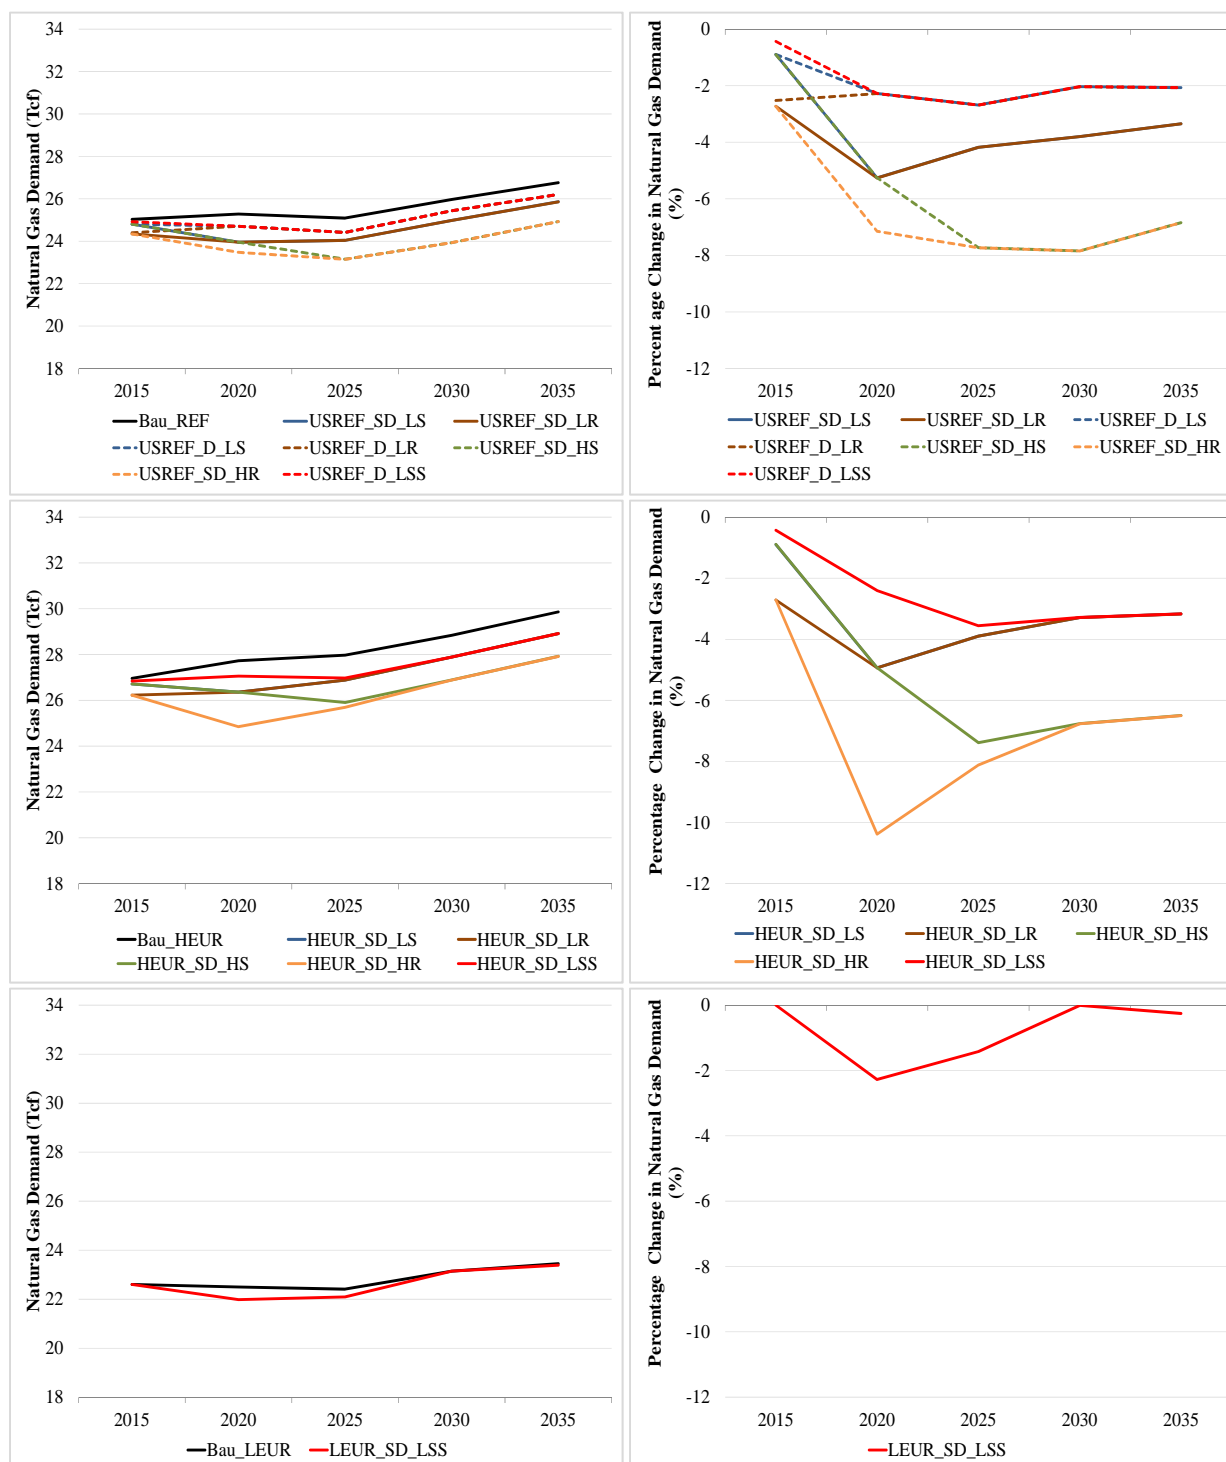 Natural Gas Demand (Tcf)
34
32
30
28
26
24
22
20
18
2015 2020 2025 2030 2035
Bau_REF USREF_SD_LS USREF_SD_LR
USREF_D_LS USREF_D_LR USREF_SD_HS
USREF_SD_HR USREF_D_LSS
Percent age Change in Natural Gas Demand
(%)
0
-2
-4
-6
-8
-10
-12
2015 2020 2025 2030 2035
USREF_SD_LS USREF_SD_LR USREF_D_LS
USREF_D_LR USREF_SD_HS USREF_SD_HR
USREF_D_LSS
Natural Gas Demand (Tcf)
34
32
30
28
26
24
22
20
18
2015 2020 2025 2030 2035
Bau_HEUR HEUR_SD_LS HEUR_SD_LR
HEUR_SD_HS HEUR_SD_HR HEUR_SD_LSS
Percentage Change in Natural Gas Demand
(%)
0
-2
-4
-6
-8
-10
-12
2015 2020 2025 2030 2035
HEUR_SD_LS HEUR_SD_LR HEUR_SD_HS
HEUR_SD_HR HEUR_SD_LSS
Natural Gas Demand (Tcf)
34
32
30
28
26
24
22
20
18
2015 2020 2025 2030 2035
Bau_LEUR LEUR_SD_LSS
Percentage Change in Natural Gas Demand
(%)
0
-2
-4
-6
-8
-10
-12
2015 2020 2025 2030 2035
LEUR_SD_LSS